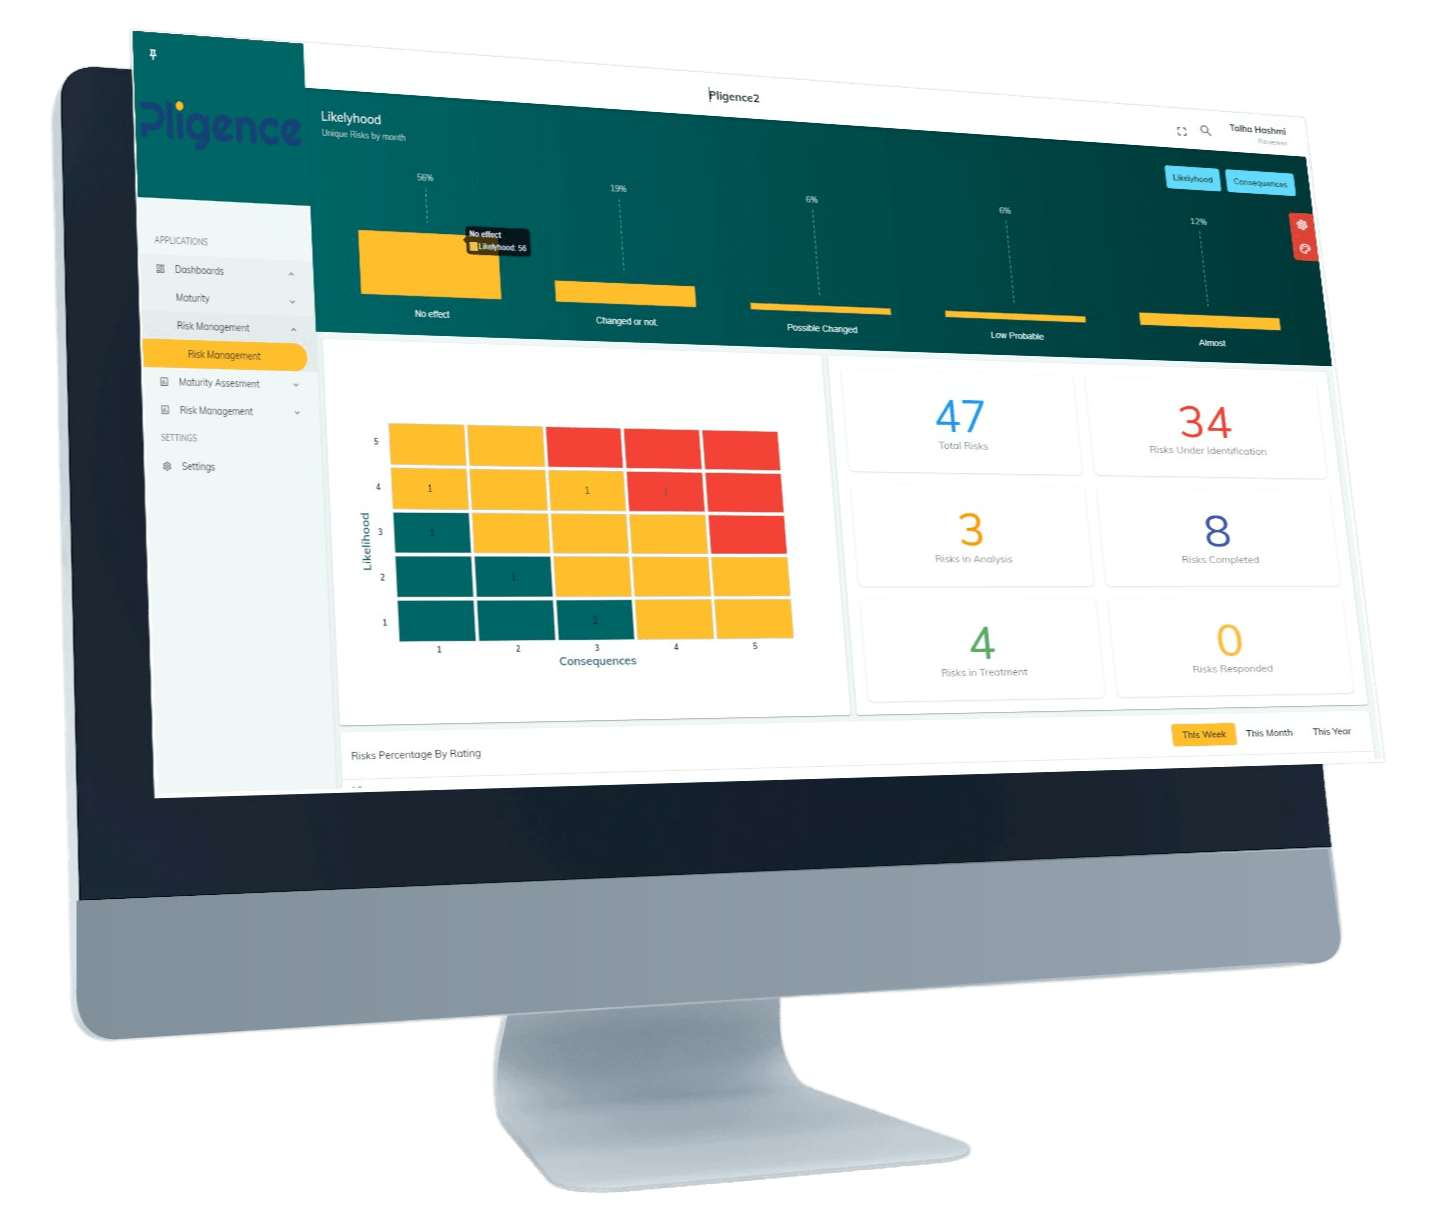 Pligence
Pligence2
Talha Hashmi
Reviewer
Likelyhood
Unique Risks by month
Likelyhood
Consequences
56%
19%
6%
6%
12%
No effect
Likelyhood: 56
No effect
Changed or not.
Possible Changed
Low Probable
Almost
APPLICATIONS
Dashboards
Maturity
Risk Management
Risk Management
Maturity Assesment
Risk Management
SETTINGS
Settings
Likelihood
5
4
1
1
1
3
1
2
1
1
2
1
2
3
4
5
Consequences
47
Total Risks
34
Risks Under Identification
3
Risks in Analysis
8
Risks Completed
4
Risks in Treatment
0
Risks Responded
Risks Percentage By Rating
This Week
This Month
This Year